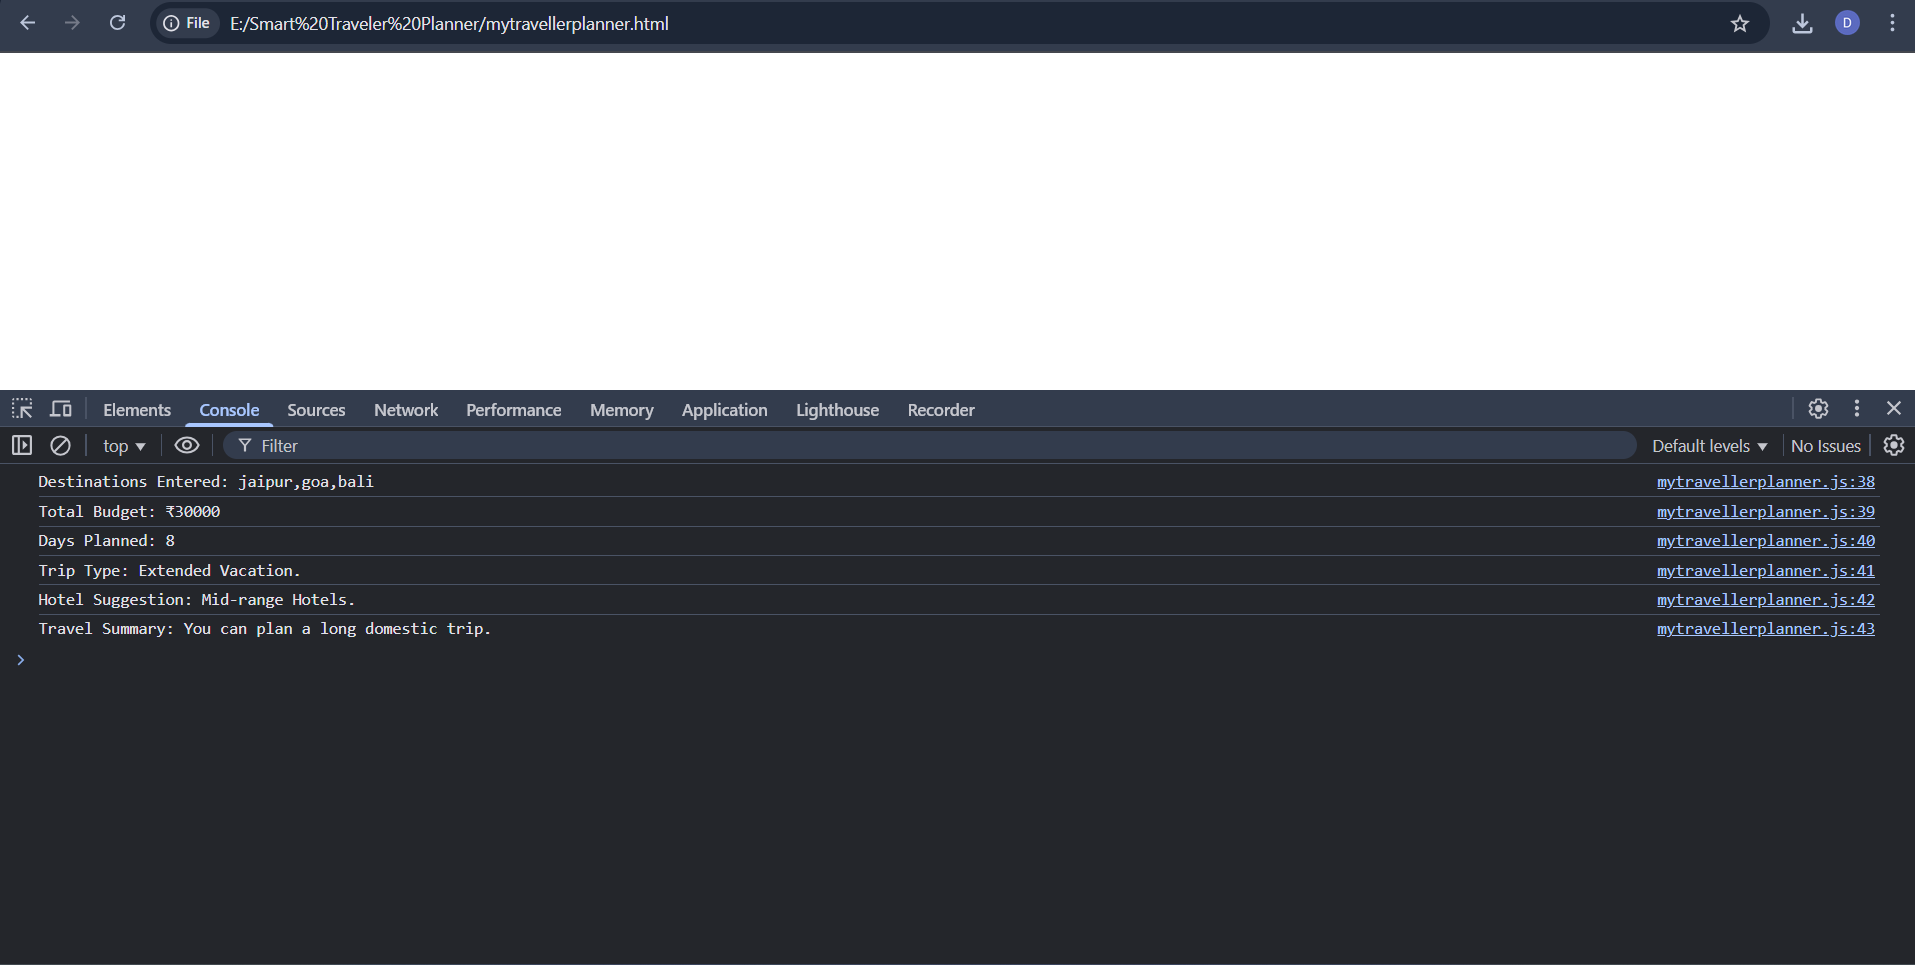 File E:/Smart%20Traveler%20Planner/mytravellerplanner.html D
Elements Console Sources Network Performance Memory Application Lighthouse Recorder
top Filter Default levels No Issues
Destinations Entered: jaipur,goa,bali mytravellerplanner.js:38
Total Budget: ₹30000 mytravellerplanner.js:39
Days Planned: 8 mytravellerplanner.js:40
Trip Type: Extended Vacation. mytravellerplanner.js:41
Hotel Suggestion: Mid-range Hotels. mytravellerplanner.js:42
Travel Summary: You can plan a long domestic trip. mytravellerplanner.js:43